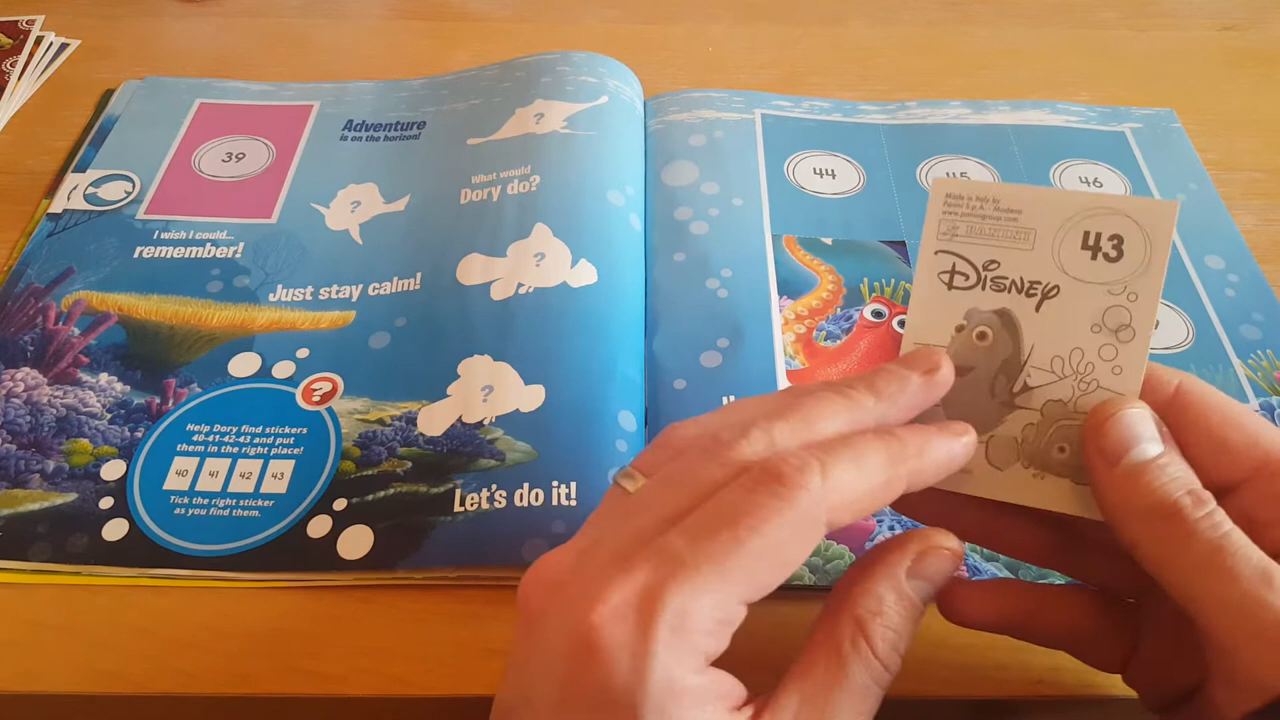 39
Adventure
is on the horizon!
?
What would
Dory do?
?
I wish I could...
remember!
?
Just stay calm!
?
?
Help Dory find stickers
40-41-42-43 and put
them in the right place!
40 41 42 43
Tick the right sticker
as you find them.
Let's do it!
44
45
46
Made in Italy by
Panini S.p.A. - Modena
www.paninigroup.com
PANINI
43
DISNEY